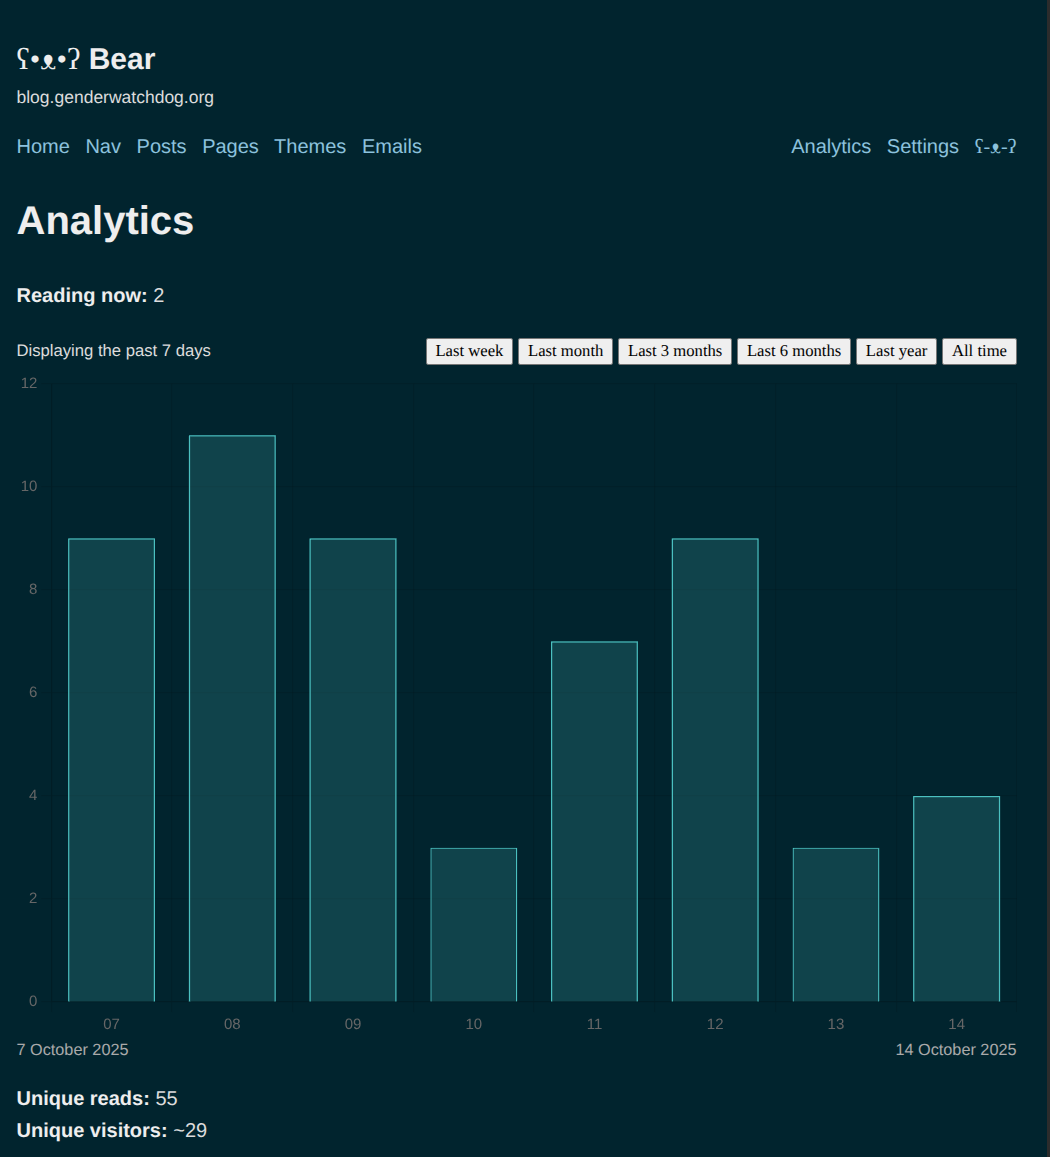 ʕ•ᴥ•ʔ Bear
blog.genderwatchdog.org
Home Nav Posts Pages Themes Emails Analytics Settings ʕ-ᴥ-ʔ
Analytics
Reading now: 2
Displaying the past 7 days Last week Last month Last 3 months Last 6 months Last year All time
12
10
8
6
4
2
0
07 08 09 10 11 12 13 14
7 October 2025 14 October 2025
Unique reads: 55
Unique visitors: ~29